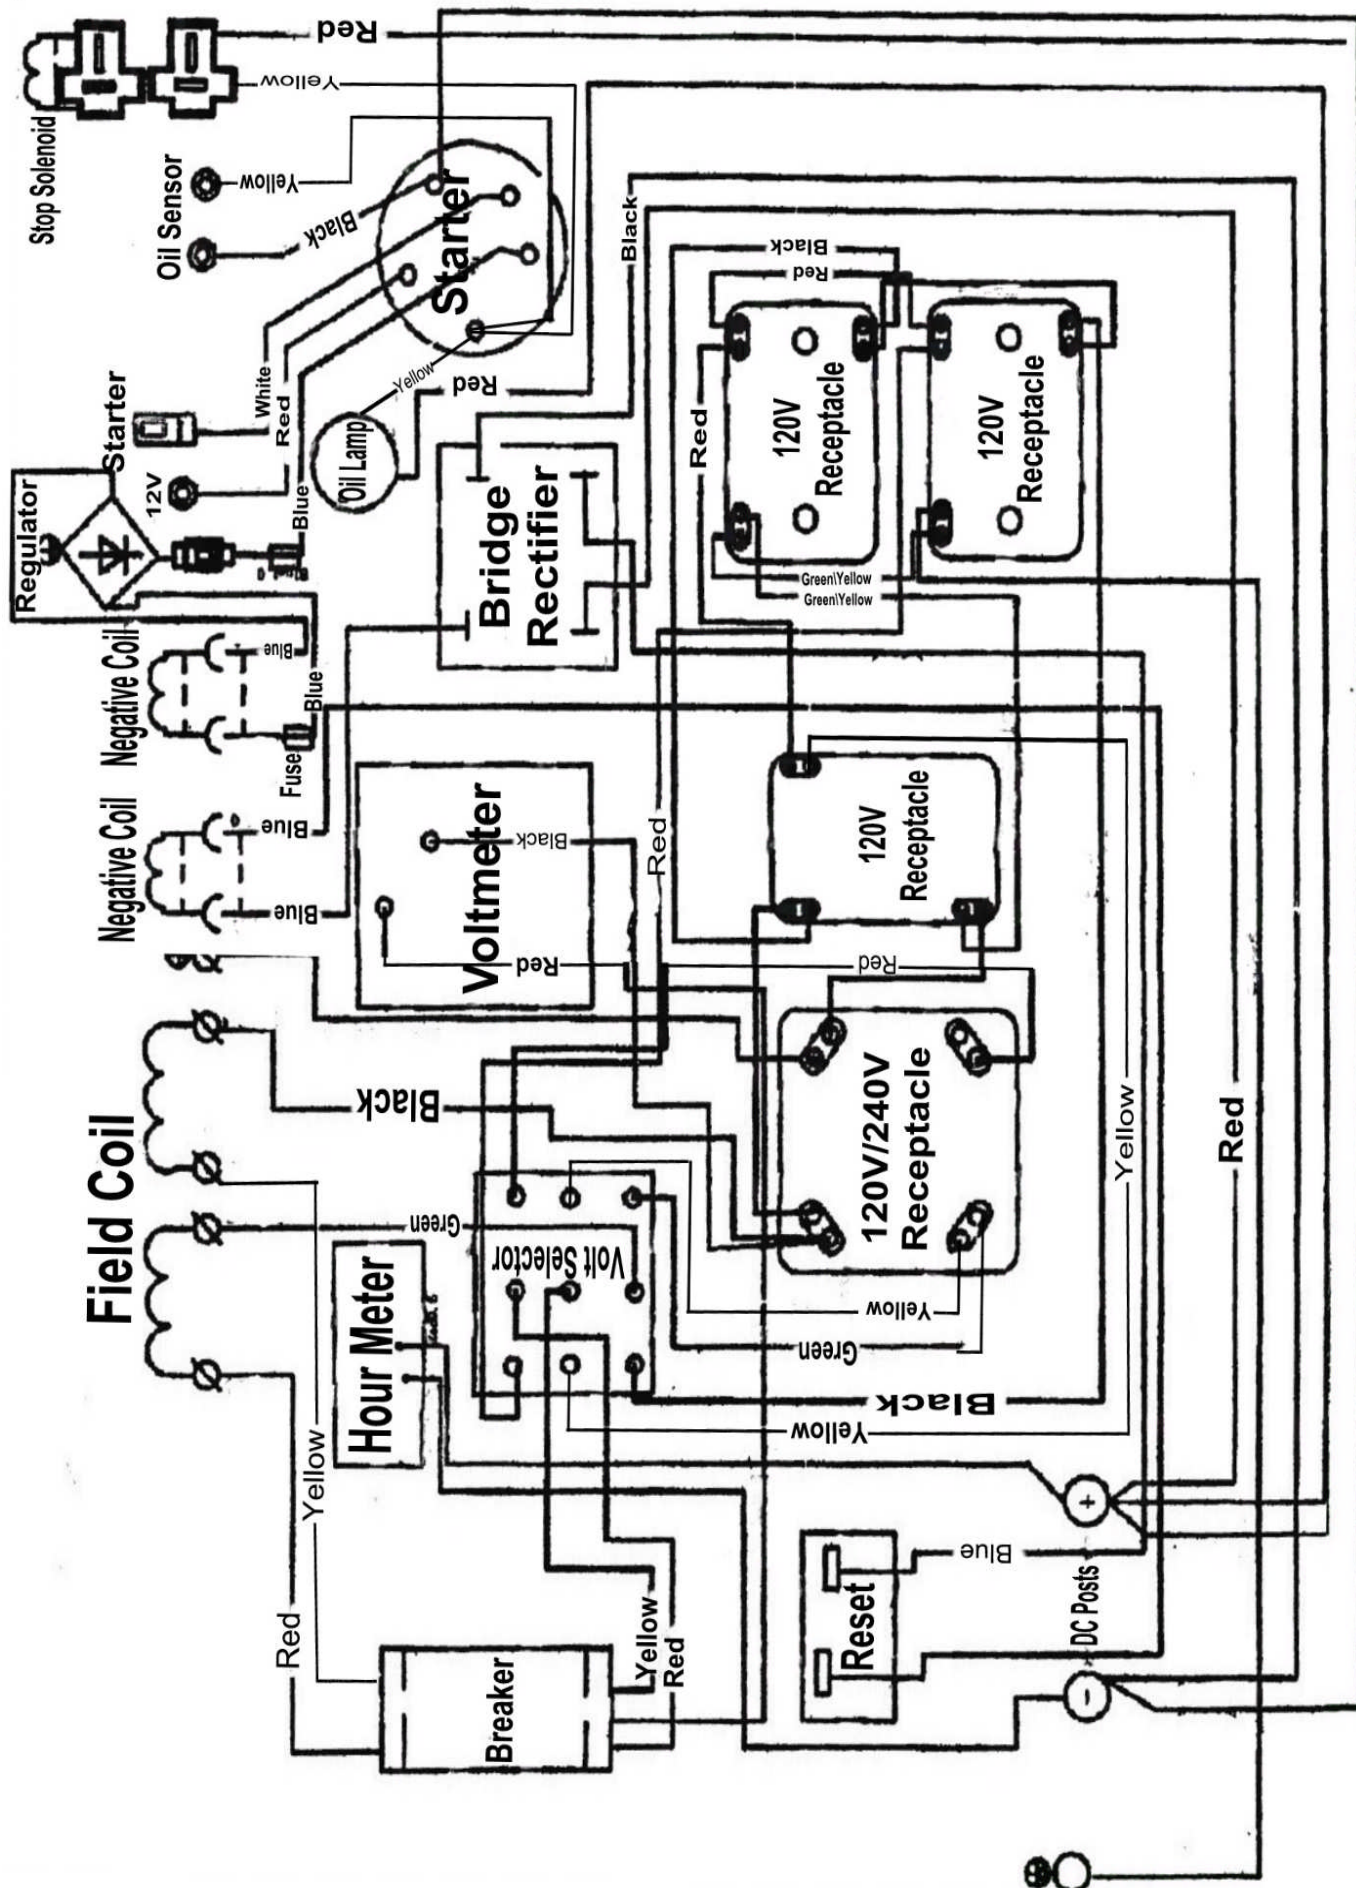 Red
Yellow
Stop Solenoid
Oil Sensor
Yellow
Black
Starter
Black
Black
Red
White
Red
Yellow
Red
Starter
12V
Regulator
Blue
Oil Lamp
Bridge
Rectifier
Red
120V
Receptacle
120V
Receptacle
Green\Yellow
Green\Yellow
Negative Coil
Blue
Blue
Fuse
Negative Coil
Blue
Blue
Voltmeter
Black
Red
Red
120V
Receptacle
Red
Field Coil
Black
120V/240V
Receptacle
Yellow
Red
Green
Volt Selector
Hour Meter
Yellow
Green
Black
Yellow
Yellow
Red
Breaker
Yellow
Red
Reset
Blue
+
DC Posts
-